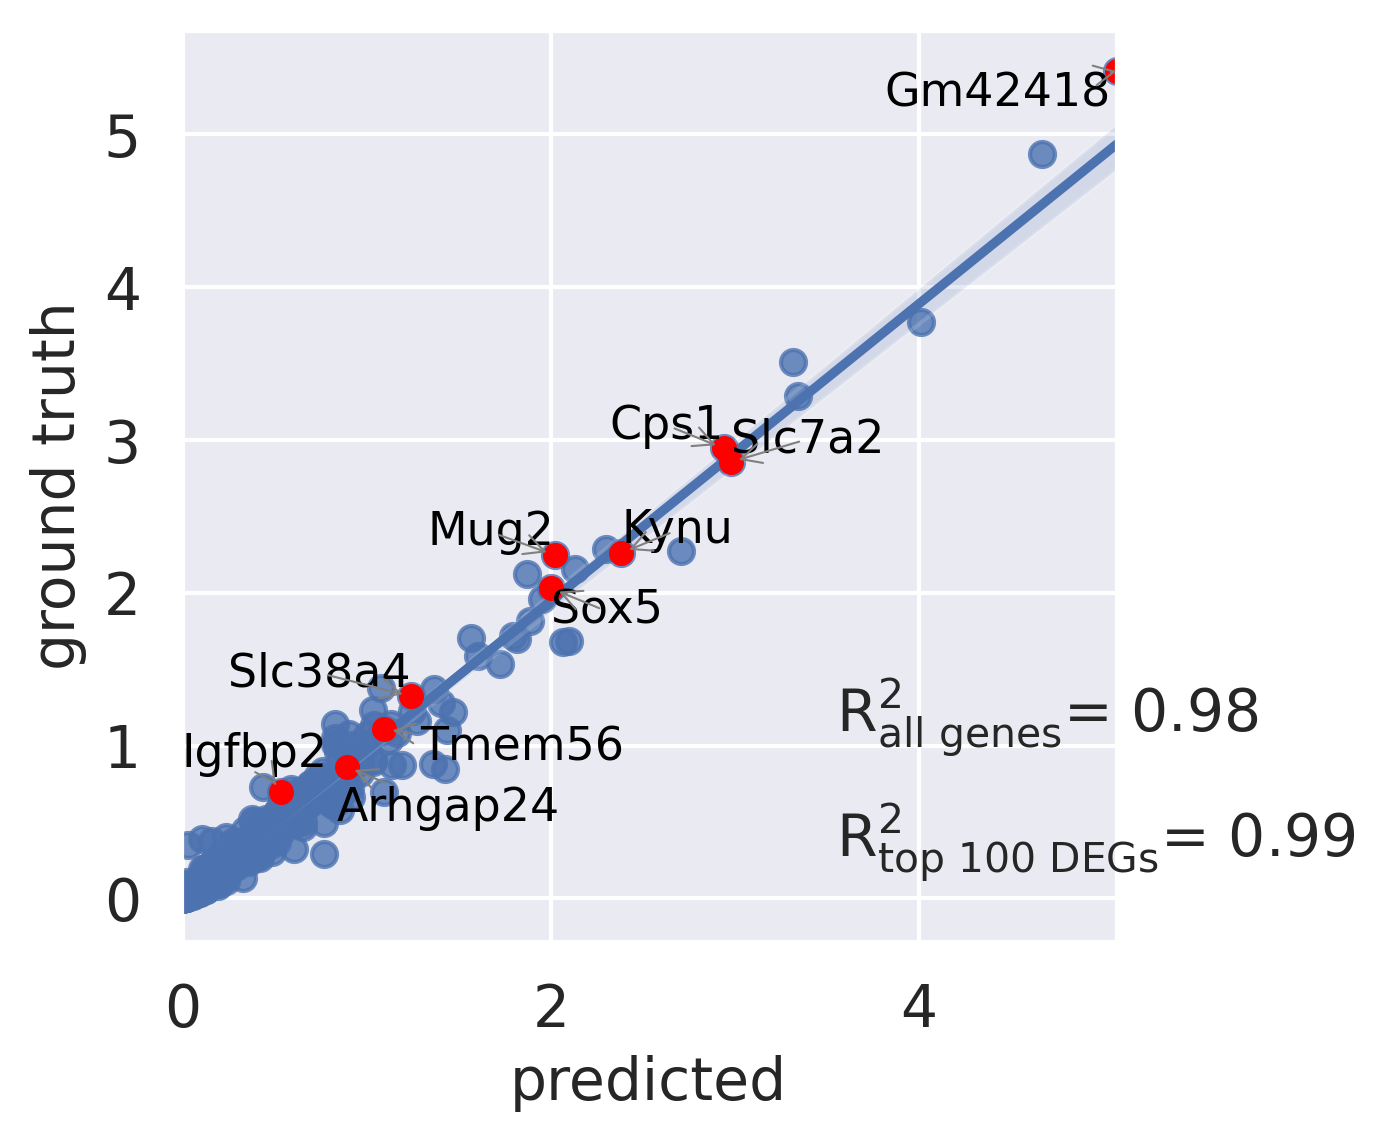 Gm42418
5
4
3
2
1
0
ground truth
Cps1
Slc7a2
Mug2
Kynu
Sox5
Slc38a4
Igfbp2
Tmem56
Arhgap24
R²all genes = 0.98
R²top 100 DEGs = 0.99
0 2 4
predicted